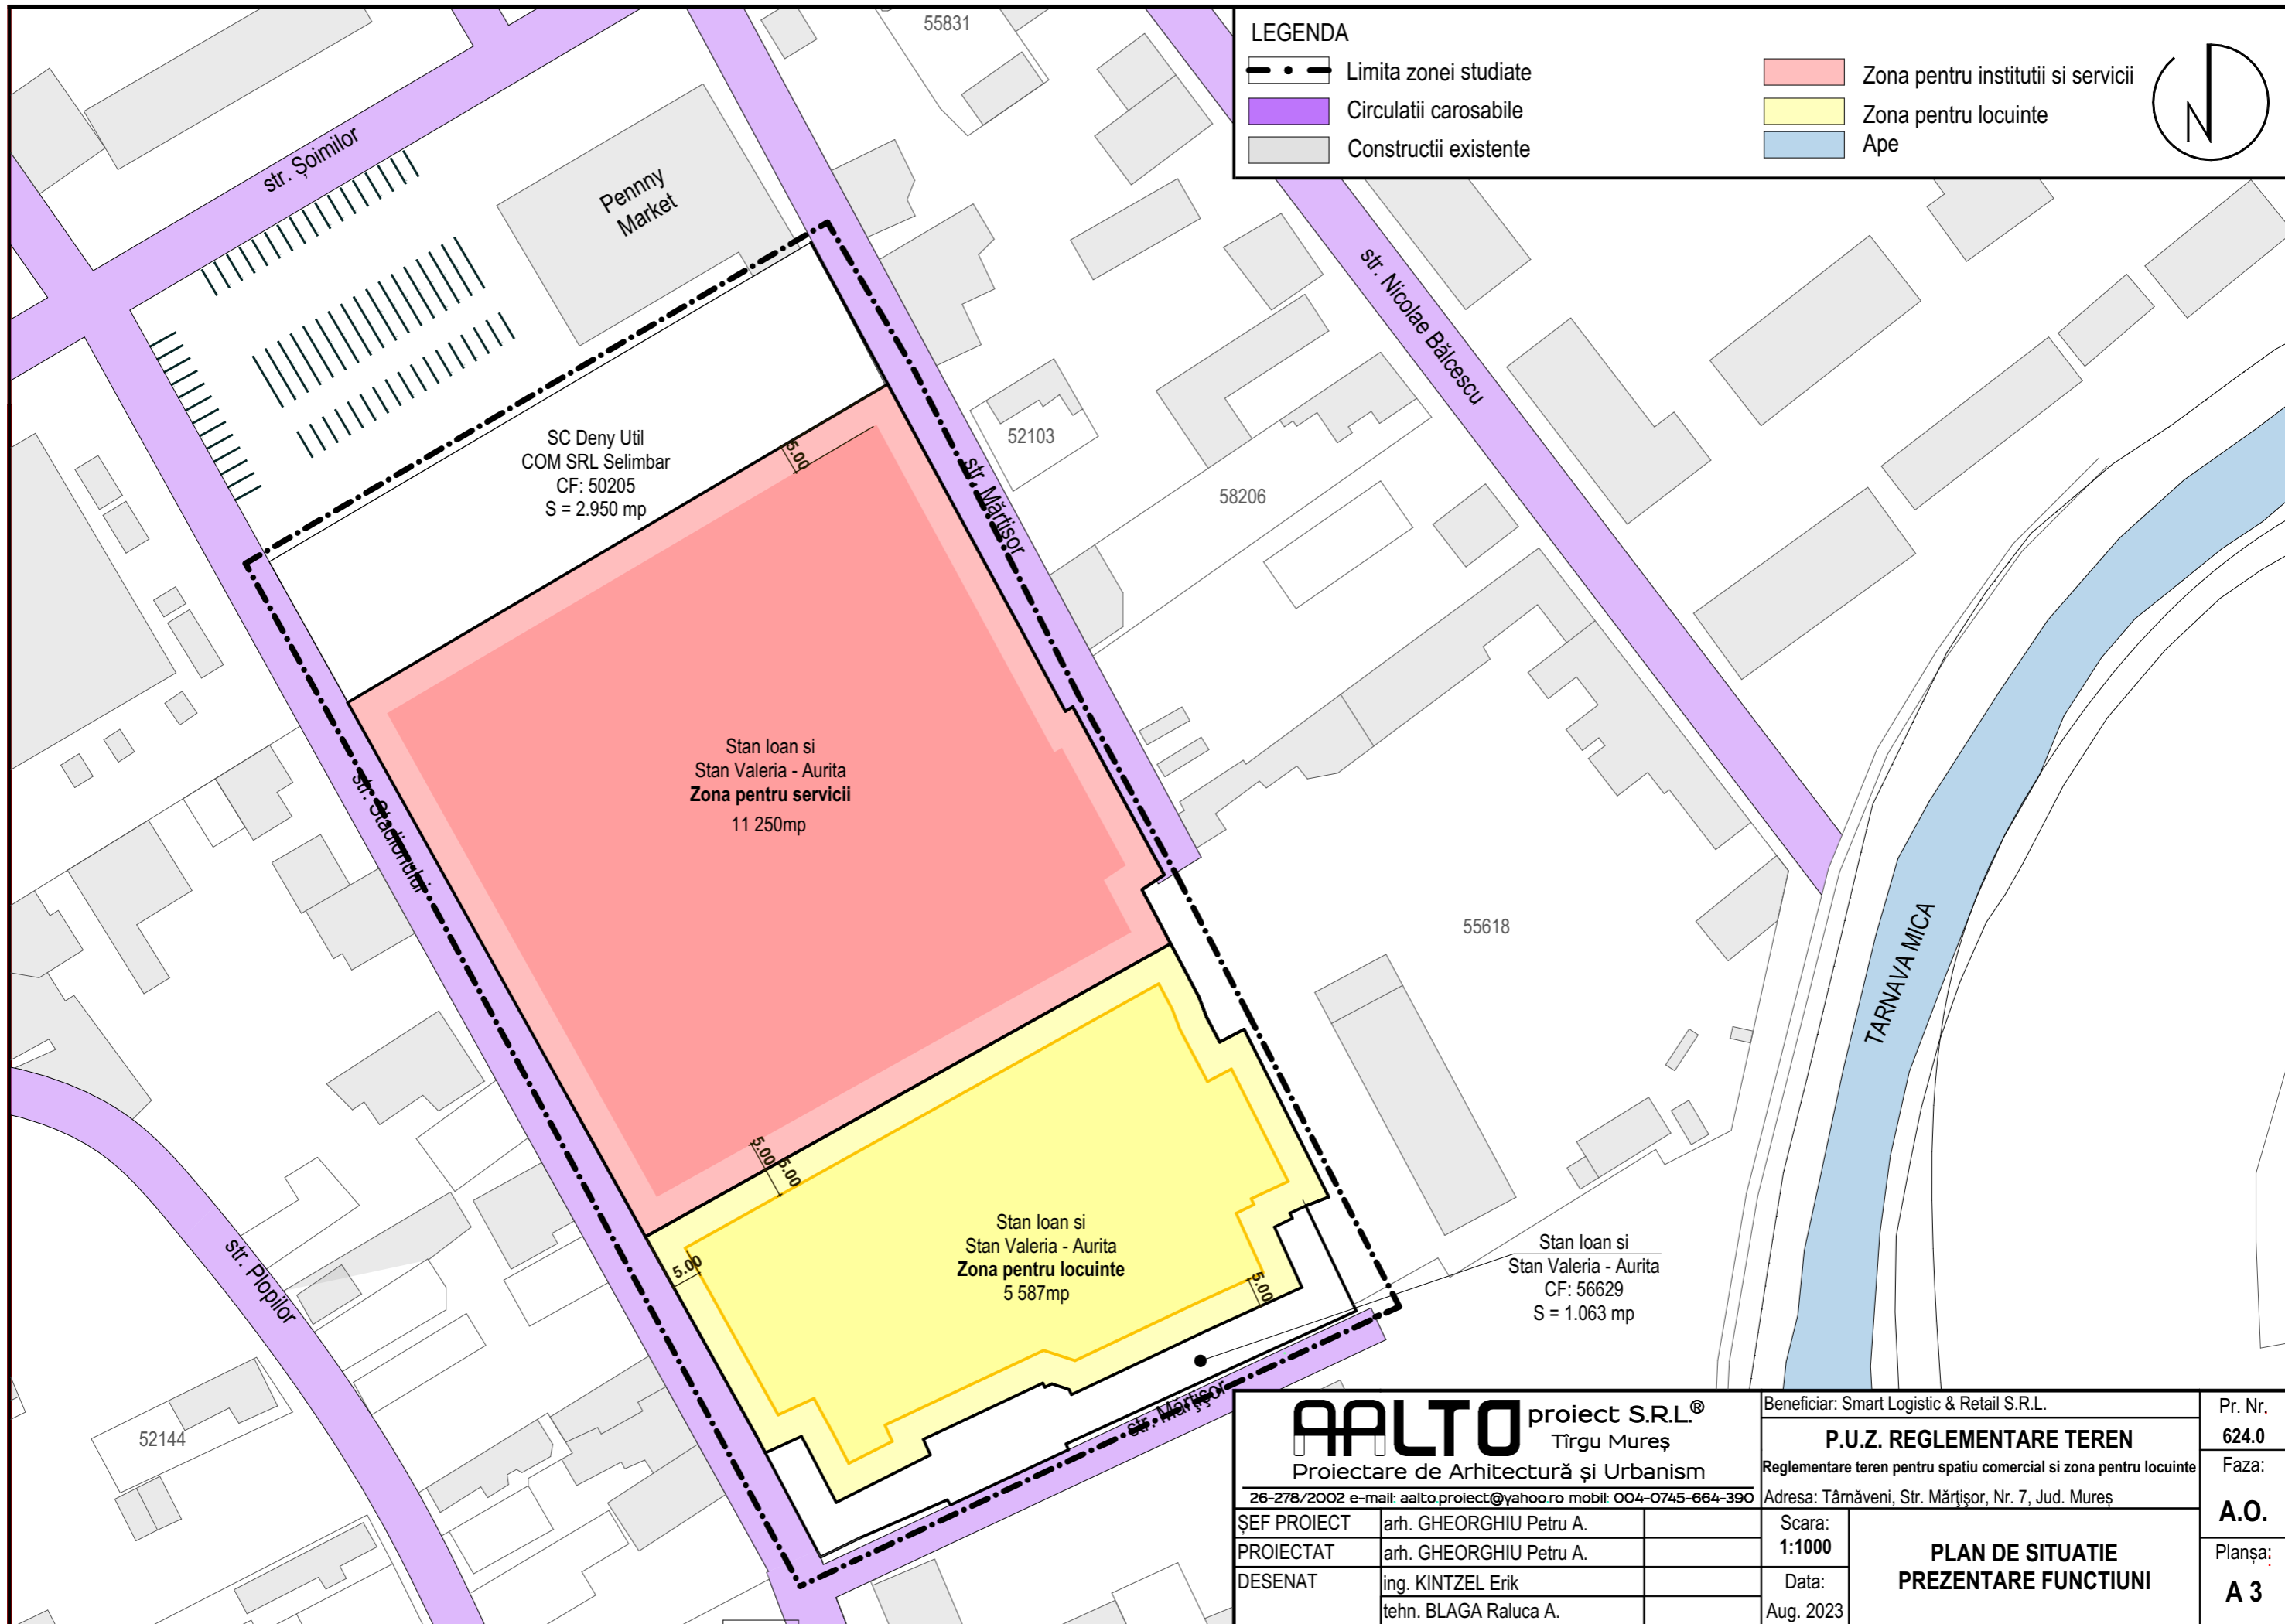 55831
LEGENDA
Limita zonei studiate
Circulatii carosabile
Constructii existente
Zona pentru institutii si servicii
Zona pentru locuinte
Ape
N
str. Șoimilor
Pennny
Market
str. Nicolae Bălcescu
SC Deny Util
COM SRL Selimbar
CF: 50205
S = 2.950 mp
5.00
str. Mărțișor
52103
58206
Stan Ioan si
Stan Valeria - Aurita
Zona pentru servicii
11 250mp
str. Stadionului
55618
TARNAVA MICA
5.00
5.00
Stan Ioan si
Stan Valeria - Aurita
Zona pentru locuinte
5 587mp
5.00
5.00
Stan Ioan si
Stan Valeria - Aurita
CF: 56629
S = 1.063 mp
str. Plopilor
str. Mărțișor
52144
AALTO proiect S.R.L.®
Tîrgu Mureș
Proiectare de Arhitectură și Urbanism
26-278/2002 e-mail: aalto.proiect@yahoo.ro mobil: 004-0745-664-390
Beneficiar: Smart Logistic & Retail S.R.L.
P.U.Z. REGLEMENTARE TEREN
Reglementare teren pentru spatiu comercial si zona pentru locuinte
Adresa: Târnăveni, Str. Mărţişor, Nr. 7, Jud. Mureș
Pr. Nr.
624.0
Faza:
A.O.
ȘEF PROIECT arh. GHEORGHIU Petru A.
PROIECTAT arh. GHEORGHIU Petru A.
DESENAT ing. KINTZEL Erik
tehn. BLAGA Raluca A.
Scara:
1:1000
Data:
Aug. 2023
PLAN DE SITUATIE
PREZENTARE FUNCTIUNI
Planșa:
A 3